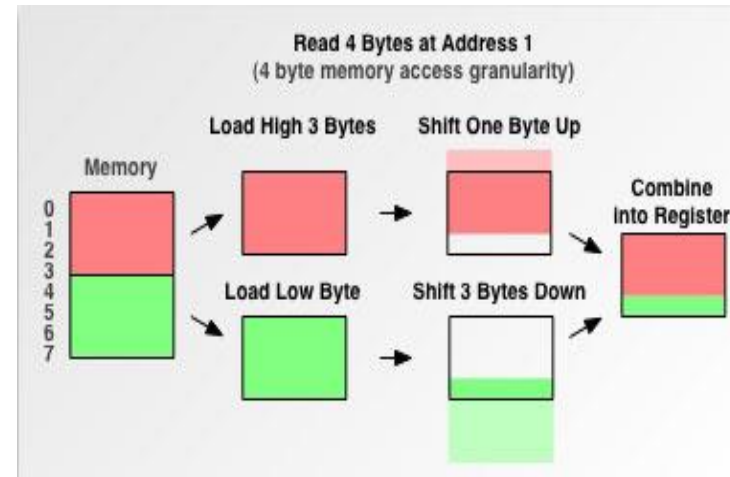 Read 4 Bytes at Address 1
(4 byte memory access granularity)
Load High 3 Bytes
Shift One Byte Up
Memory
Combine
into Register
0
1
2
3
4
5
6
7
Load Low Byte
Shift 3 Bytes Down